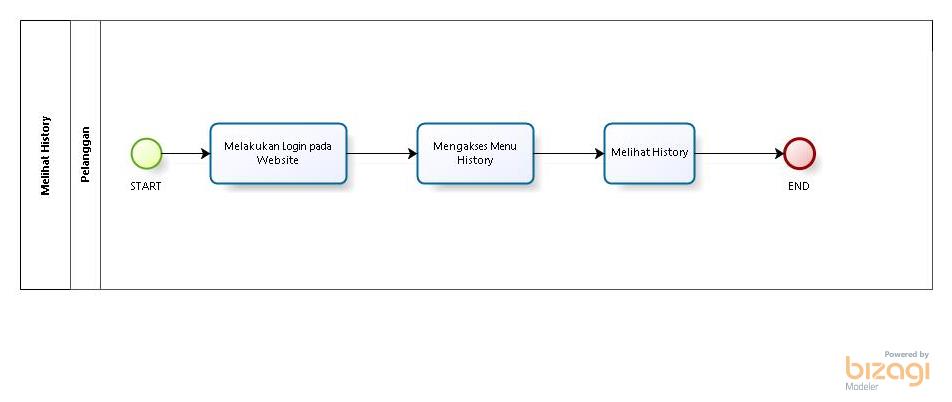 Melihat History
Pelanggan
START
Melakukan Login pada
Website
Mengakses Menu
History
Melihat History
END
Powered by
bizagi
Modeler